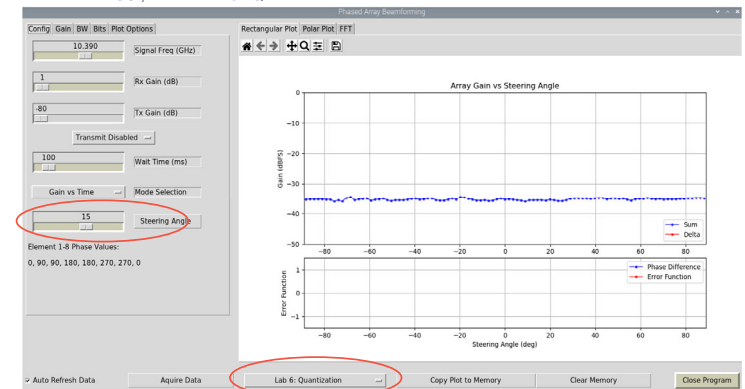 Phased Array Beamforming
Config Gain BW Bits Plot Options
10.390
Signal Freq (GHz)
1
Rx Gain (dB)
-80
Tx Gain (dB)
Transmit Disabled
100
Wait Time (ms)
Gain vs Time
Mode Selection
15
Steering Angle
Element 1-8 Phase Values:
0, 90, 90, 180, 180, 270, 270, 0
Rectangular Plot Polar Plot FFT
Array Gain vs Steering Angle
Gain (dBFS)
0
−10
−20
−30
−40
−50
−80 −60 −40 −20 0 20 40 60 80
Sum
Delta
Error Function
1
0
−1
Phase Difference
Error Function
−80 −60 −40 −20 0 20 40 60 80
Steering Angle (deg)
Auto Refresh Data
Aquire Data
Lab 6: Quantization
Copy Plot to Memory
Clear Memory
Close Program